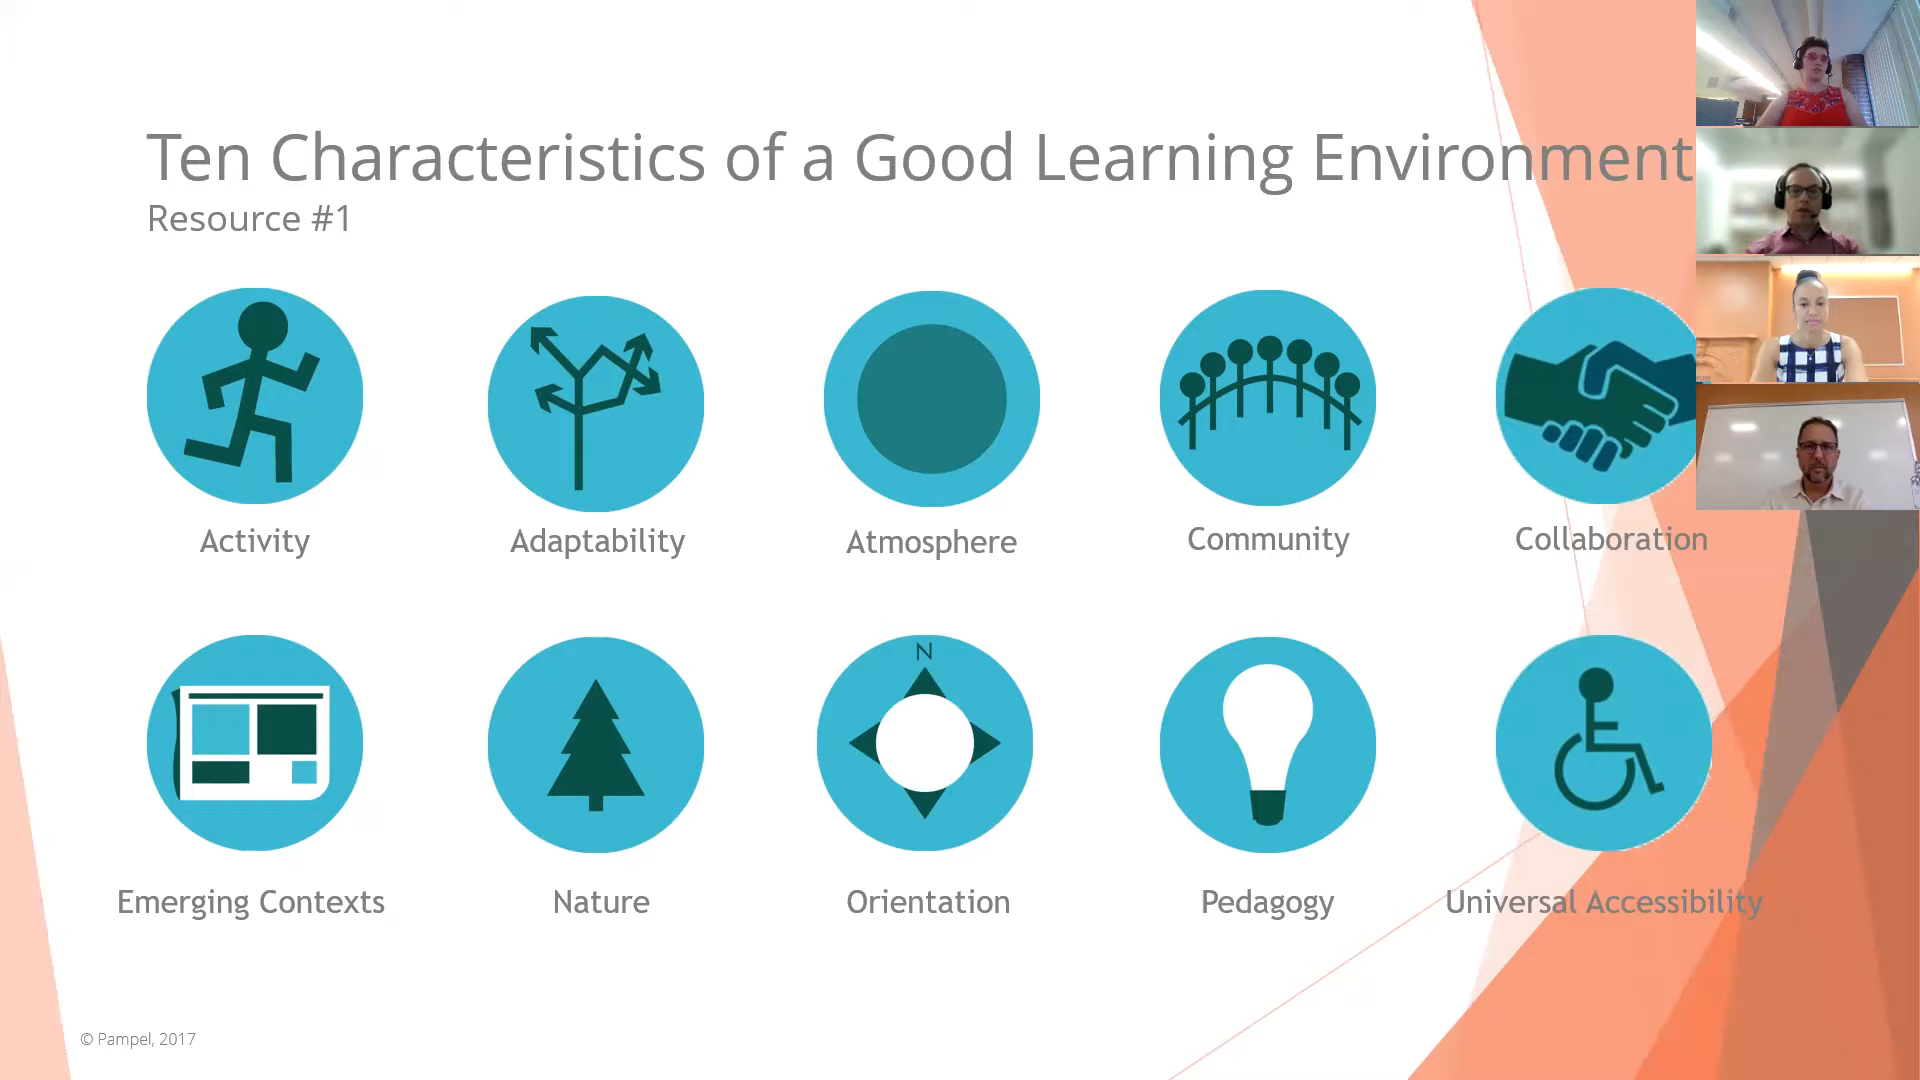 Ten Characteristics of a Good Learning Environment
Resource #1
Activity
Adaptability
Atmosphere
Community
Collaboration
N
Emerging Contexts
Nature
Orientation
Pedagogy
Universal Accessibility
© Pampel, 2017